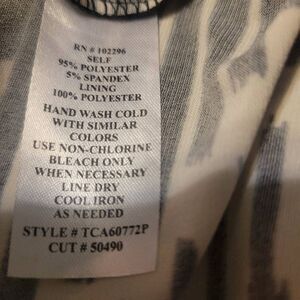 RN # 102296
SELF
95% POLYESTER
5% SPANDEX
LINING
100% POLYESTER
HAND WASH COLD
WITH SIMILAR
COLORS
USE NON-CHLORINE
BLEACH ONLY
WHEN NECESSARY
LINE DRY
COOL IRON
AS NEEDED
STYLE # TCA60772P
CUT # 50490